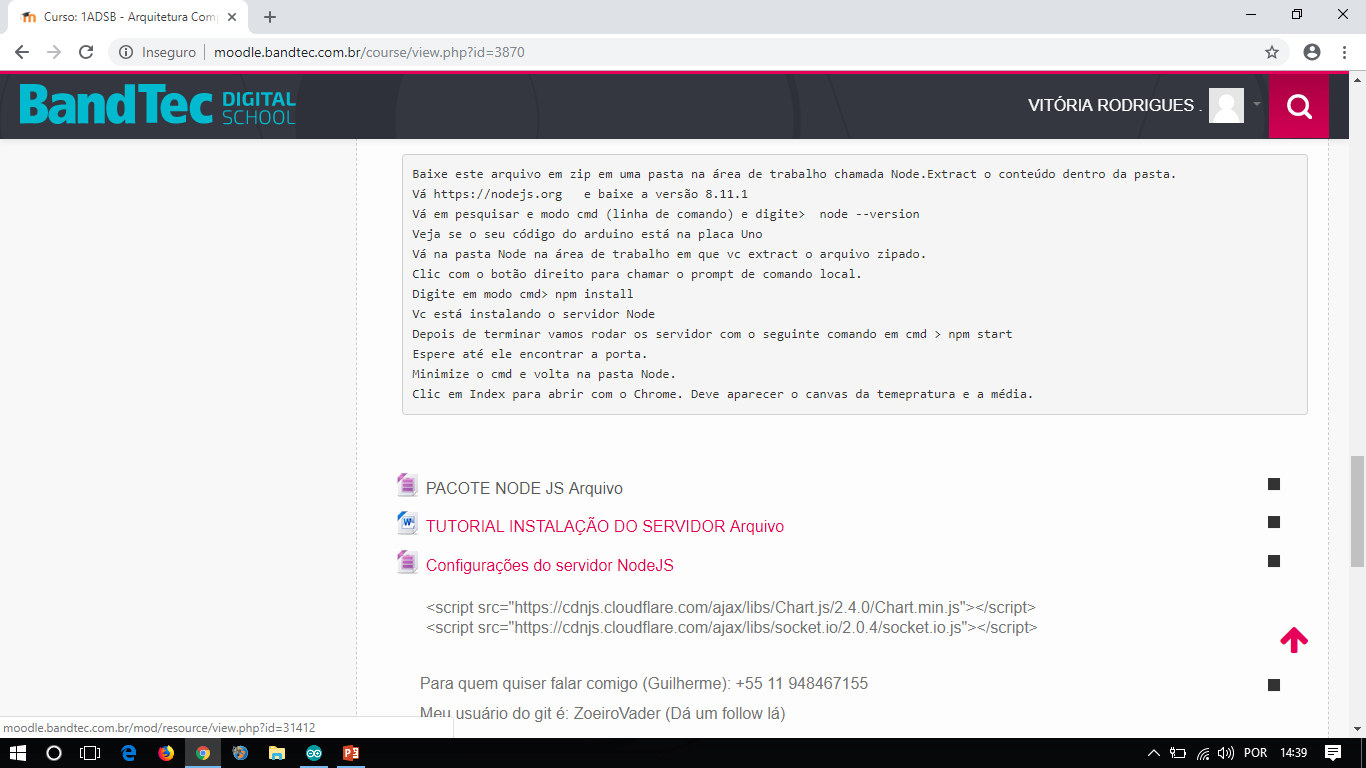 Curso: 1ADSB - Arquitetura Comp
Inseguro
moodle.bandtec.com.br/course/view.php?id=3870
BandTec DIGITAL SCHOOL
VITÓRIA RODRIGUES .
Baixe este arquivo em zip em uma pasta na área de trabalho chamada Node.Extract o conteúdo dentro da pasta.
Vá https://nodejs.org   e baixe a versão 8.11.1
Vá em pesquisar e modo cmd (linha de comando) e digite>  node --version
Veja se o seu código do arduino está na placa Uno
Vá na pasta Node na área de trabalho em que vc extract o arquivo zipado.
Clic com o botão direito para chamar o prompt de comando local.
Digite em modo cmd> npm install
Vc está instalando o servidor Node
Depois de terminar vamos rodar os servidor com o seguinte comando em cmd > npm start
Espere até ele encontrar a porta.
Minimize o cmd e volta na pasta Node.
Clic em Index para abrir com o Chrome. Deve aparecer o canvas da temepratura e a média.
PACOTE NODE JS Arquivo
TUTORIAL INSTALAÇÃO DO SERVIDOR Arquivo
Configurações do servidor NodeJS
<script src="https://cdnjs.cloudflare.com/ajax/libs/Chart.js/2.4.0/Chart.min.js"></script>
<script src="https://cdnjs.cloudflare.com/ajax/libs/socket.io/2.0.4/socket.io.js"></script>
Para quem quiser falar comigo (Guilherme): +55 11 948467155
Meu usuário do git é: ZoeiroVader (Dá um follow lá)
moodle.bandtec.com.br/mod/resource/view.php?id=31412
POR
14:39